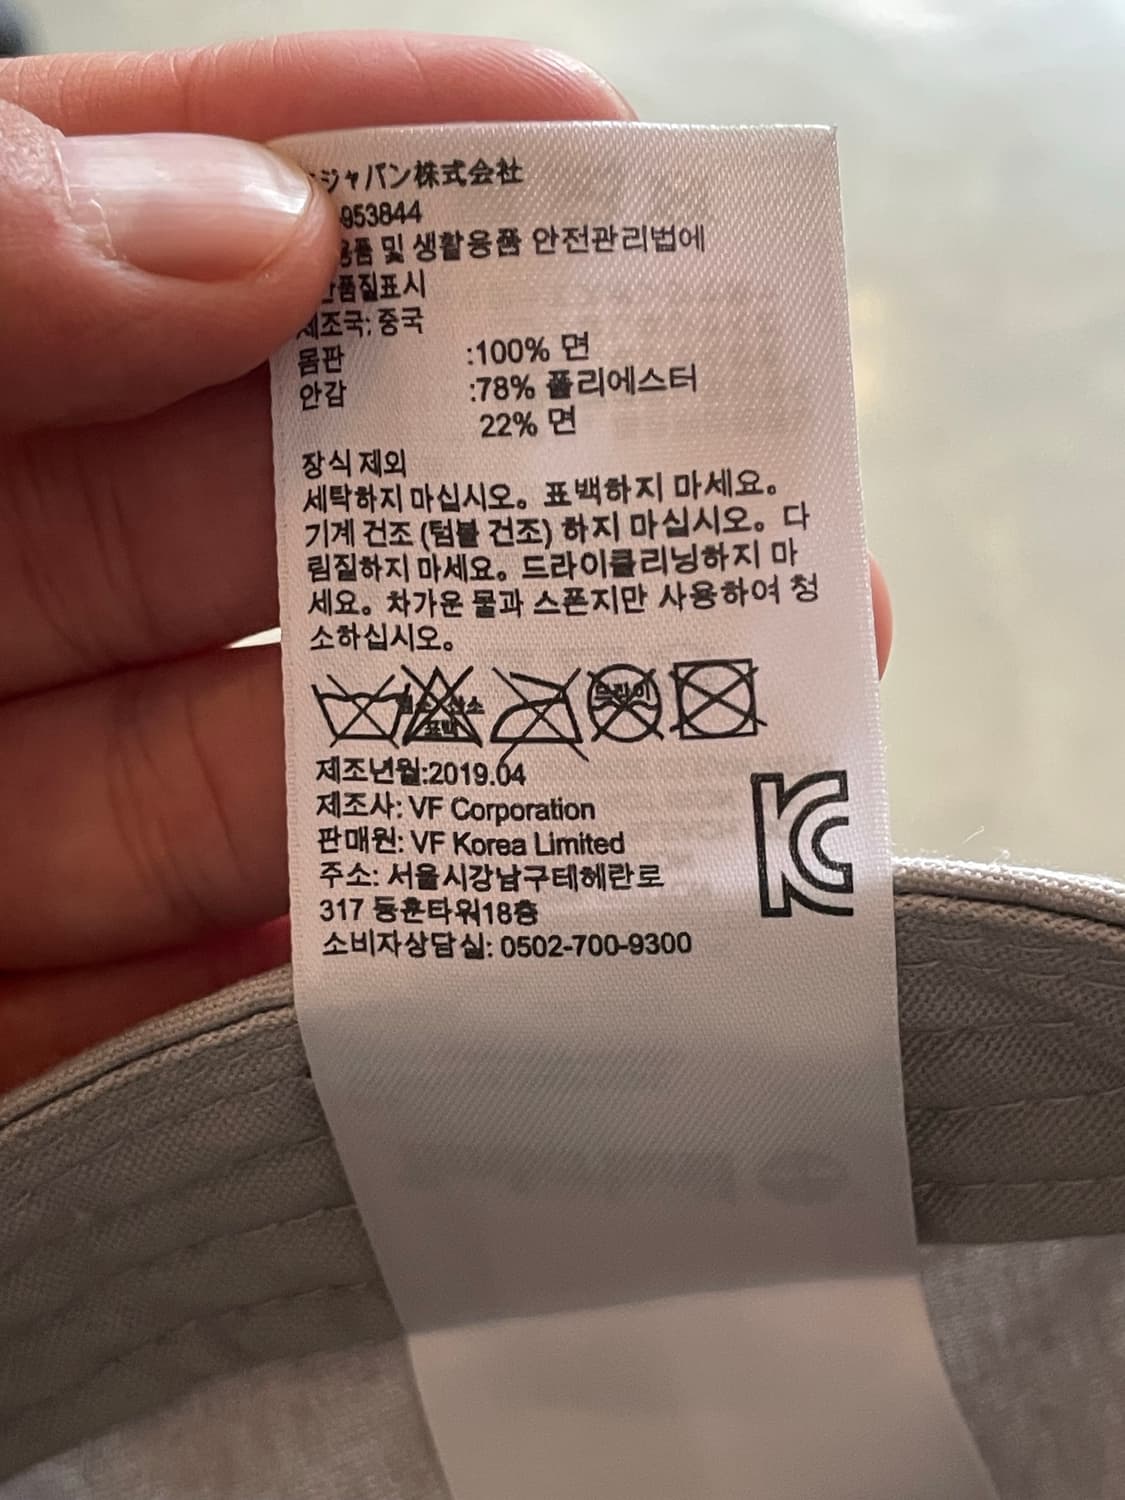 ジャパン株式会社
-953844
용품 및 생활용품 안전관리법에
품질표시
제조국: 중국
몸판 :100% 면
안감 :78% 폴리에스터
22% 면
장식 제외
세탁하지 마십시오。 표백하지 마세요。
기계 건조 (텀블 건조) 하지 마십시오。 다
림질하지 마세요。 드라이클리닝하지 마
세요。 차가운 물과 스폰지만 사용하여 청
소하십시오。
드라이
표백
제조년월:2019.04
제조사: VF Corporation
판매원: VF Korea Limited
주소: 서울시강남구테헤란로
317 동훈타워18층
소비자상담실: 0502-700-9300